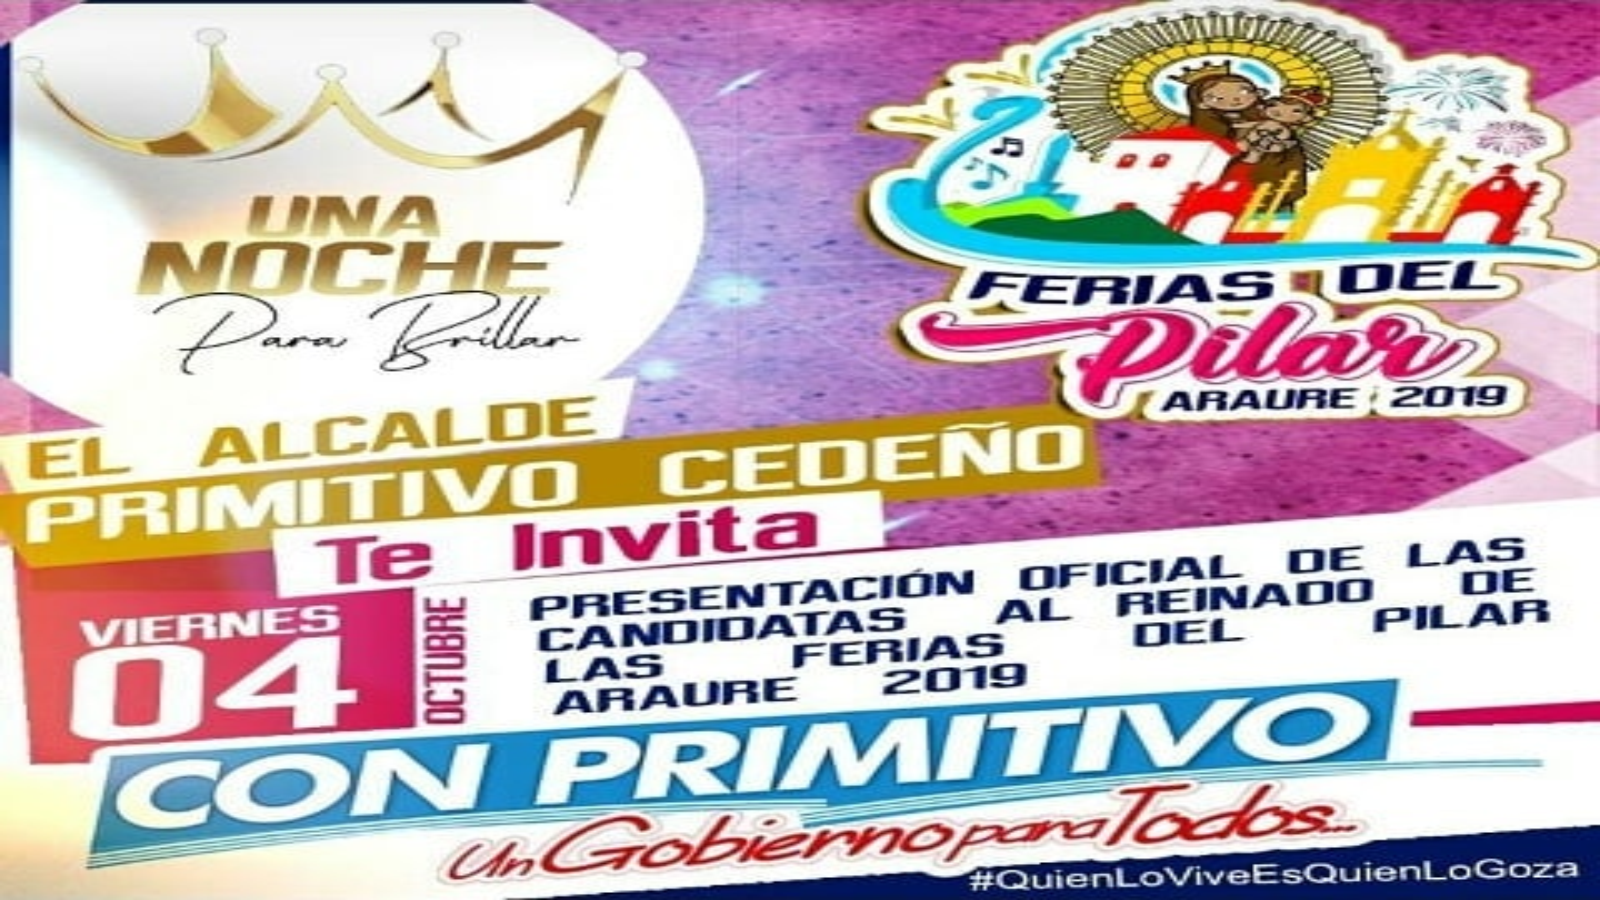 UNA
NOCHE
Para Brillar
FERIAS DEL
Pilar
ARAURE 2019
EL ALCALDE
PRIMITIVO CEDEÑO
Te Invita
VIERNES
04
OCTUBRE
PRESENTACIÓN OFICIAL DE LAS
CANDIDATAS AL REINADO DE
LAS FERIAS DEL PILAR
ARAURE 2019
CON PRIMITIVO
Un Gobierno para Todos...
#QuienLoViveEsQuienLoGoza